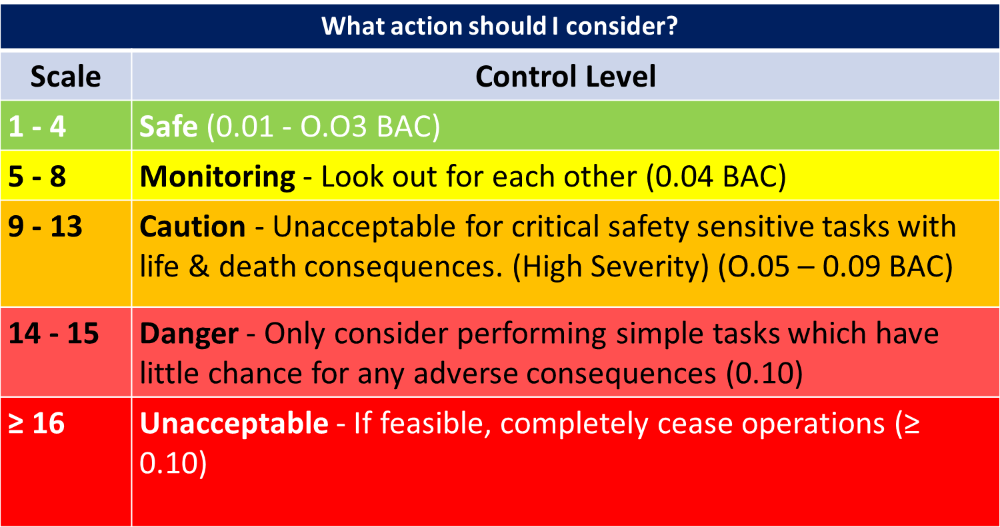 What action should I consider?
Scale Control Level
1 - 4 Safe (0.01 - O.O3 BAC)
5 - 8 Monitoring - Look out for each other (0.04 BAC)
9 - 13 Caution - Unacceptable for critical safety sensitive tasks with
life & death consequences. (High Severity) (O.05 – 0.09 BAC)
14 - 15 Danger - Only consider performing simple tasks which have
little chance for any adverse consequences (0.10)
≥ 16 Unacceptable - If feasible, completely cease operations (≥
0.10)